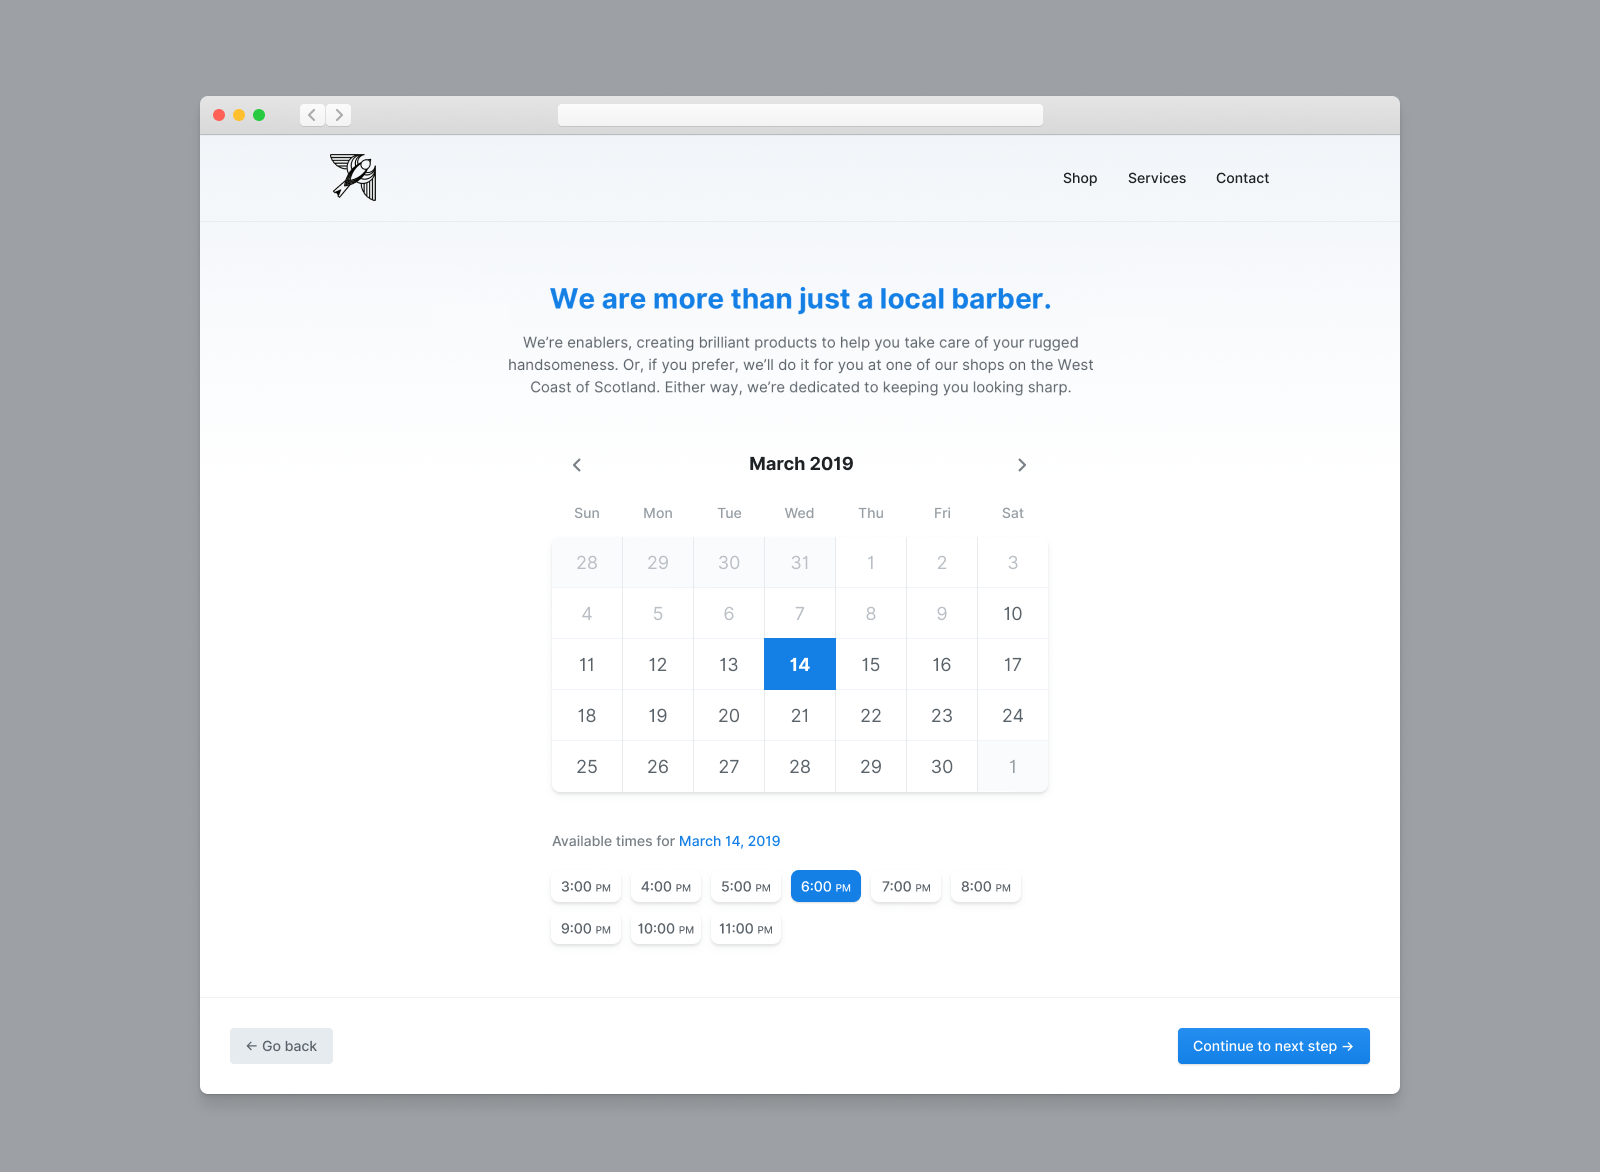 Shop Services Contact
We are more than just a local barber.
We’re enablers, creating brilliant products to help you take care of your rugged
handsomeness. Or, if you prefer, we’ll do it for you at one of our shops on the West
Coast of Scotland. Either way, we’re dedicated to keeping you looking sharp.
March 2019
Sun Mon Tue Wed Thu Fri Sat
28 29 30 31 1 2 3
4 5 6 7 8 9 10
11 12 13 14 15 16 17
18 19 20 21 22 23 24
25 26 27 28 29 30 1
Available times for March 14, 2019
3:00 PM 4:00 PM 5:00 PM 6:00 PM 7:00 PM 8:00 PM
9:00 PM 10:00 PM 11:00 PM
← Go back Continue to next step →